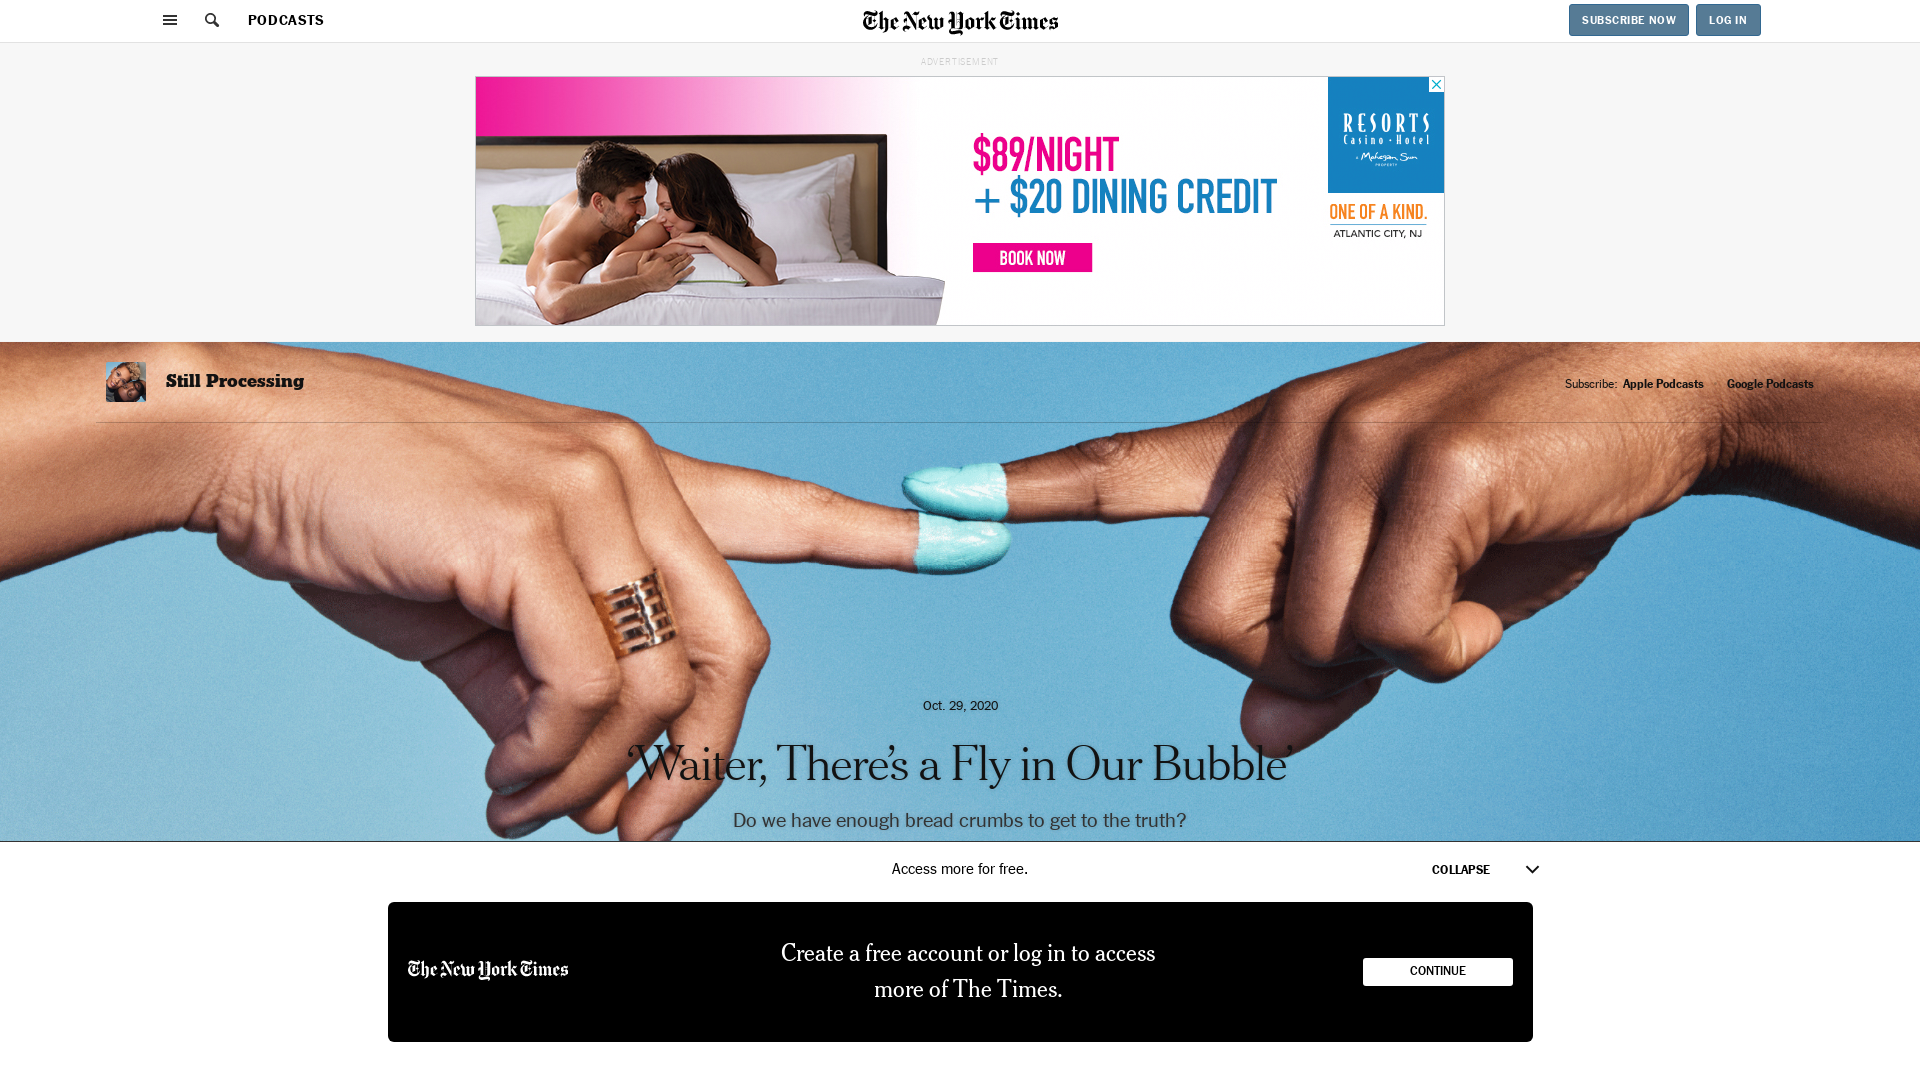 PODCASTS
The New York Times
SUBSCRIBE NOW
LOG IN
ADVERTISEMENT
$89/NIGHT
+ $20 DINING CREDIT
BOOK NOW
RESORTS
Casino • Hotel
a Mohegan Sun
PROPERTY
ONE OF A KIND.
ATLANTIC CITY, NJ
Still Processing
Subscribe: Apple Podcasts
Google Podcasts
Oct. 29, 2020
‘Waiter, There’s a Fly in Our Bubble’
Do we have enough bread crumbs to get to the truth?
Access more for free.
COLLAPSE
The New York Times
Create a free account or log in to access
more of The Times.
CONTINUE